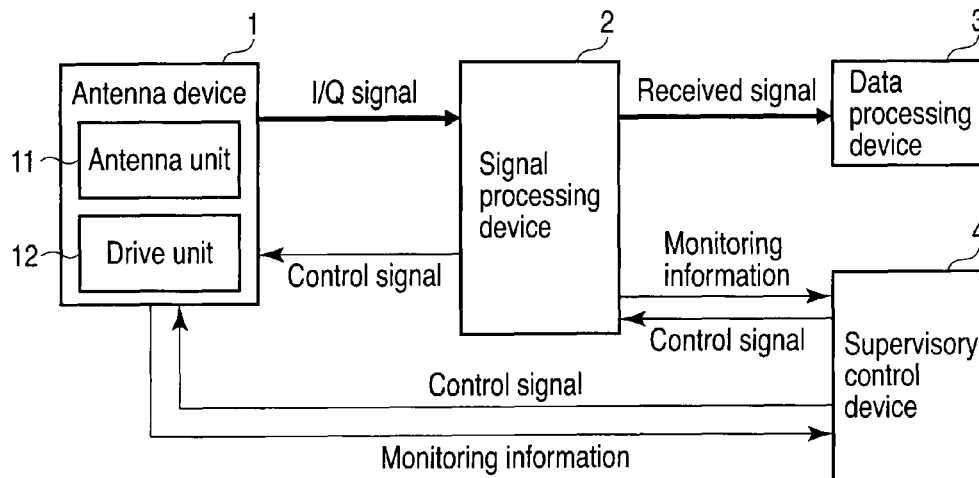 1
2
3
Antenna device
I/Q signal
Received signal
Data
processing
device
11
Antenna unit
Signal
processing
device
12
Drive unit
Control signal
Monitoring
information
4
Control signal
Supervisory
control
device
Control signal
Monitoring information